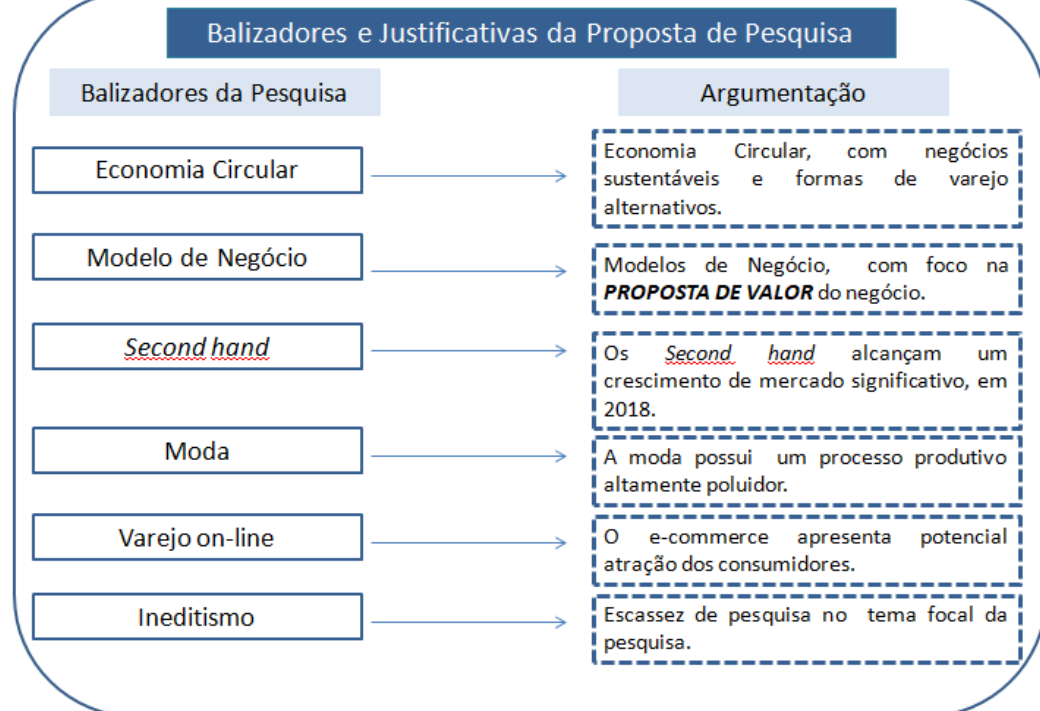 Balizadores e Justificativas da Proposta de Pesquisa
Balizadores da Pesquisa
Argumentação
Economia Circular
Economia Circular, com negócios
sustentáveis e formas de varejo
alternativos.
Modelo de Negócio
Modelos de Negócio, com foco na
PROPOSTA DE VALOR do negócio.
Second hand
Os Second hand alcançam um
crescimento de mercado significativo, em
2018.
Moda
A moda possui um processo produtivo
altamente poluidor.
Varejo on-line
O e-commerce apresenta potencial
atração dos consumidores.
Ineditismo
Escassez de pesquisa no tema focal da
pesquisa.